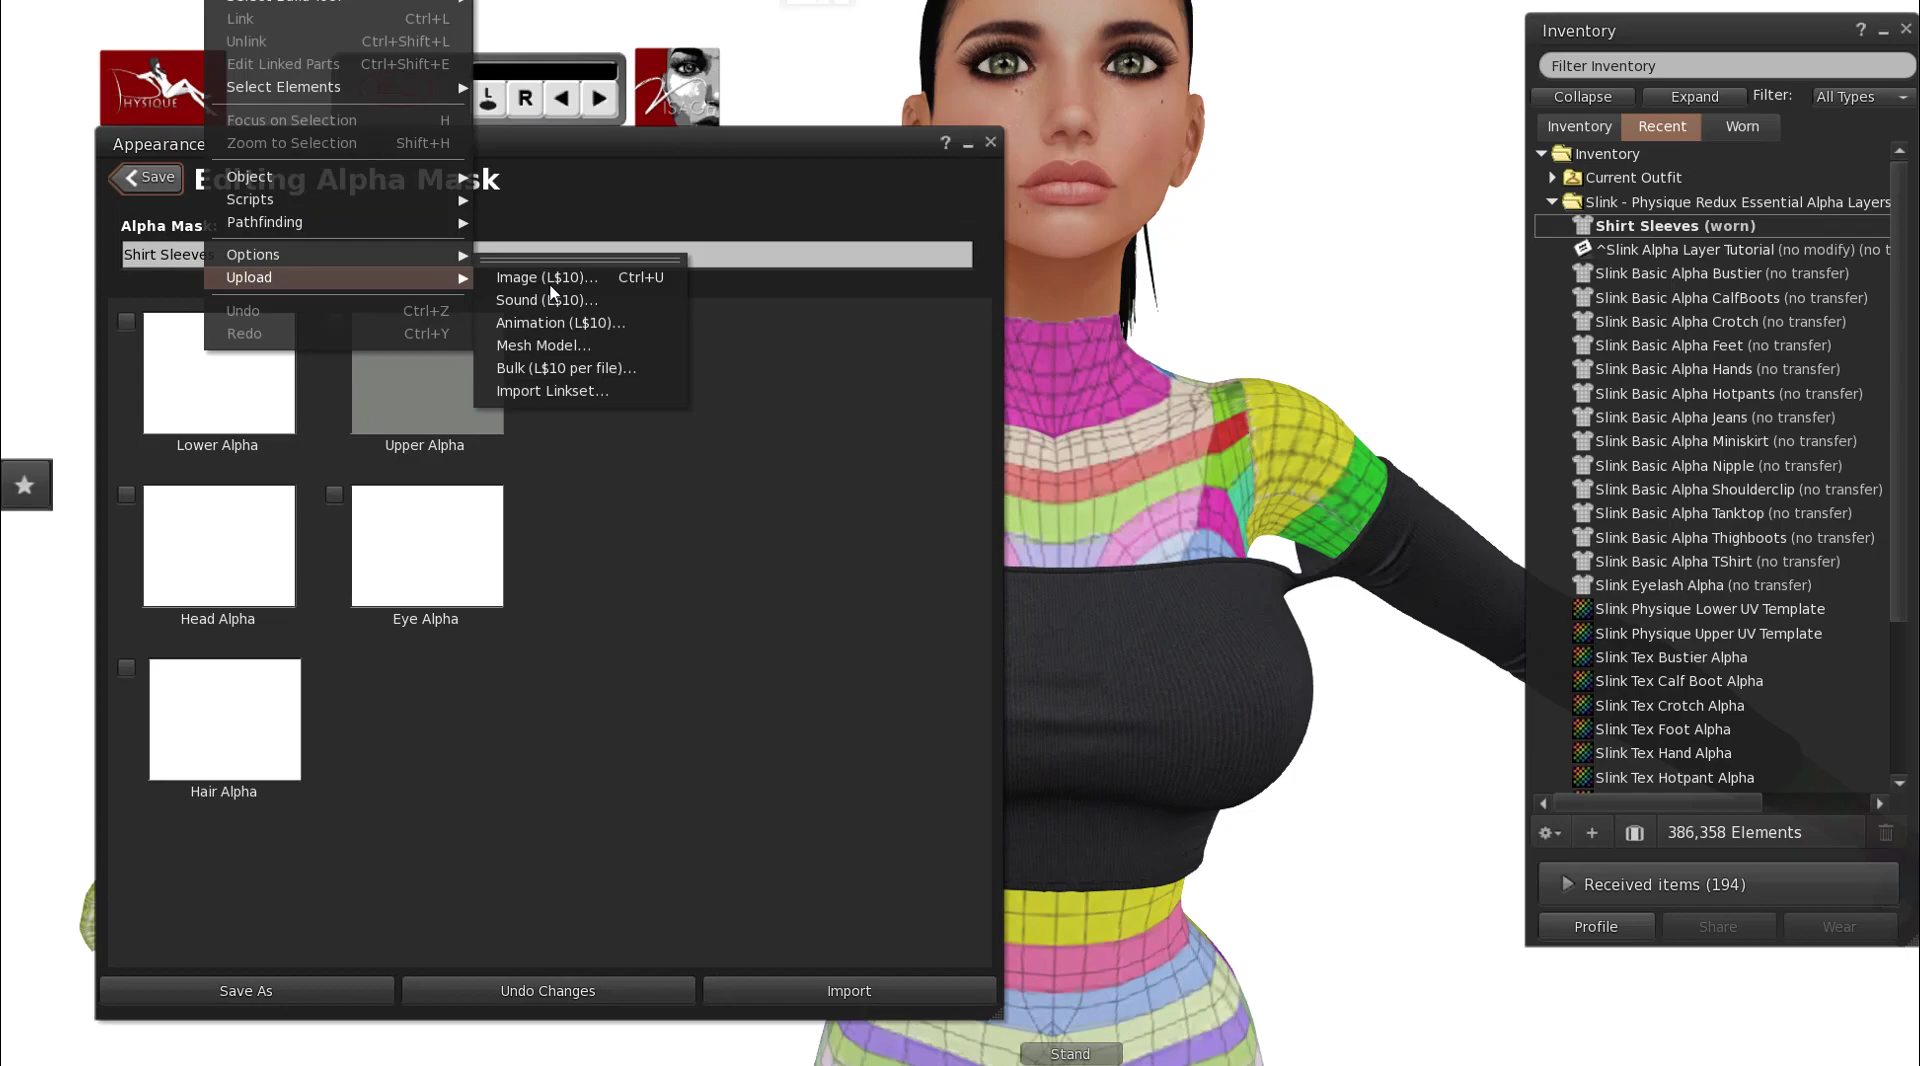 Link Ctrl+L
Unlink Ctrl+Shift+L
Edit Linked Parts Ctrl+Shift+E
Select Elements
Focus on Selection H
Zoom to Selection Shift+H
Object
Scripts
Pathfinding
Options
Upload
Undo Ctrl+Z
Redo Ctrl+Y
Image (L$10)... Ctrl+U
Sound (L$10)...
Animation (L$10)...
Mesh Model...
Bulk (L$10 per file)...
Import Linkset...
PHYSIQUE
L R
VISAGE
Appearance ?
Save Editing Alpha Mask
Alpha Mask:
Shirt Sleeves
Lower Alpha
Upper Alpha
Head Alpha
Eye Alpha
Hair Alpha
Save As
Undo Changes
Import
Stand
Inventory ?
Filter Inventory
Collapse Expand Filter: All Types
Inventory Recent Worn
Inventory
Current Outfit
Slink - Physique Redux Essential Alpha Layers
Shirt Sleeves (worn)
^Slink Alpha Layer Tutorial (no modify) (no t
Slink Basic Alpha Bustier (no transfer)
Slink Basic Alpha CalfBoots (no transfer)
Slink Basic Alpha Crotch (no transfer)
Slink Basic Alpha Feet (no transfer)
Slink Basic Alpha Hands (no transfer)
Slink Basic Alpha Hotpants (no transfer)
Slink Basic Alpha Jeans (no transfer)
Slink Basic Alpha Miniskirt (no transfer)
Slink Basic Alpha Nipple (no transfer)
Slink Basic Alpha Shoulderclip (no transfer)
Slink Basic Alpha Tanktop (no transfer)
Slink Basic Alpha Thighboots (no transfer)
Slink Basic Alpha TShirt (no transfer)
Slink Eyelash Alpha (no transfer)
Slink Physique Lower UV Template
Slink Physique Upper UV Template
Slink Tex Bustier Alpha
Slink Tex Calf Boot Alpha
Slink Tex Crotch Alpha
Slink Tex Foot Alpha
Slink Tex Hand Alpha
Slink Tex Hotpant Alpha
386,358 Elements
Received items (194)
Profile Share Wear